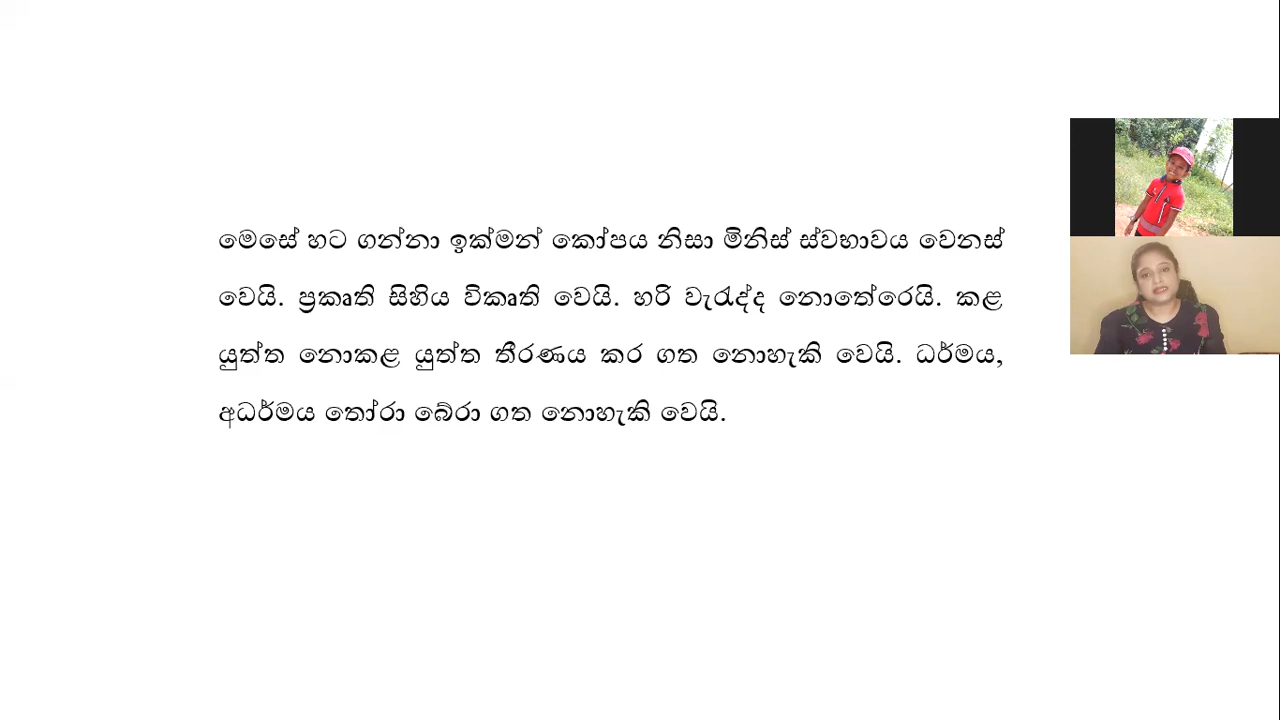 මෙසේ හට ගන්නා ඉක්මන් කෝපය නිසා මිනිස් ස්වභාවය වෙනස්
වෙයි. ප්‍රකෘති සිහිය විකෘති වෙයි. හරි වැරැද්ද නොතේරෙයි. කළ
යුත්ත නොකළ යුත්ත තීරණය කර ගත නොහැකි වෙයි. ධර්මය,
අධර්මය තෝරා බේරා ගත නොහැකි වෙයි.